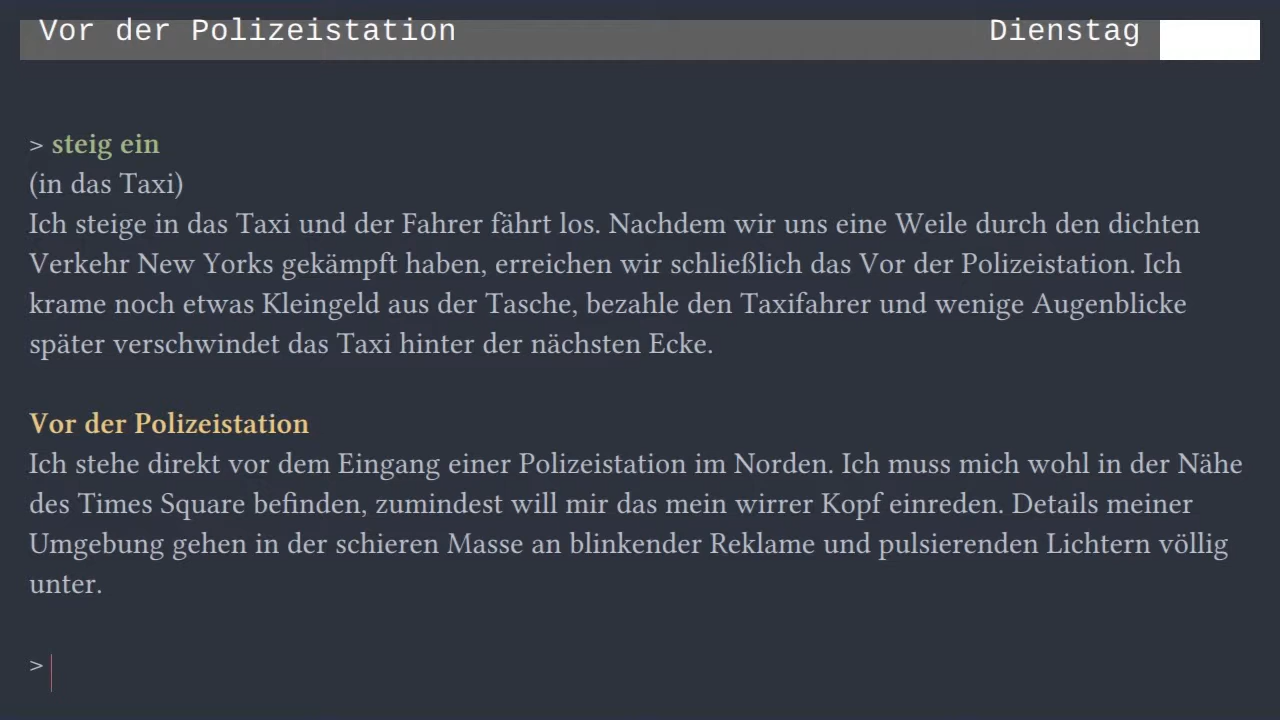 Vor der Polizeistation Dienstag
> steig ein
(in das Taxi)
Ich steige in das Taxi und der Fahrer fährt los. Nachdem wir uns eine Weile durch den dichten
Verkehr New Yorks gekämpft haben, erreichen wir schließlich das Vor der Polizeistation. Ich
krame noch etwas Kleingeld aus der Tasche, bezahle den Taxifahrer und wenige Augenblicke
später verschwindet das Taxi hinter der nächsten Ecke.
Vor der Polizeistation
Ich stehe direkt vor dem Eingang einer Polizeistation im Norden. Ich muss mich wohl in der Nähe
des Times Square befinden, zumindest will mir das mein wirrer Kopf einreden. Details meiner
Umgebung gehen in der schieren Masse an blinkender Reklame und pulsierenden Lichtern völlig
unter.
>